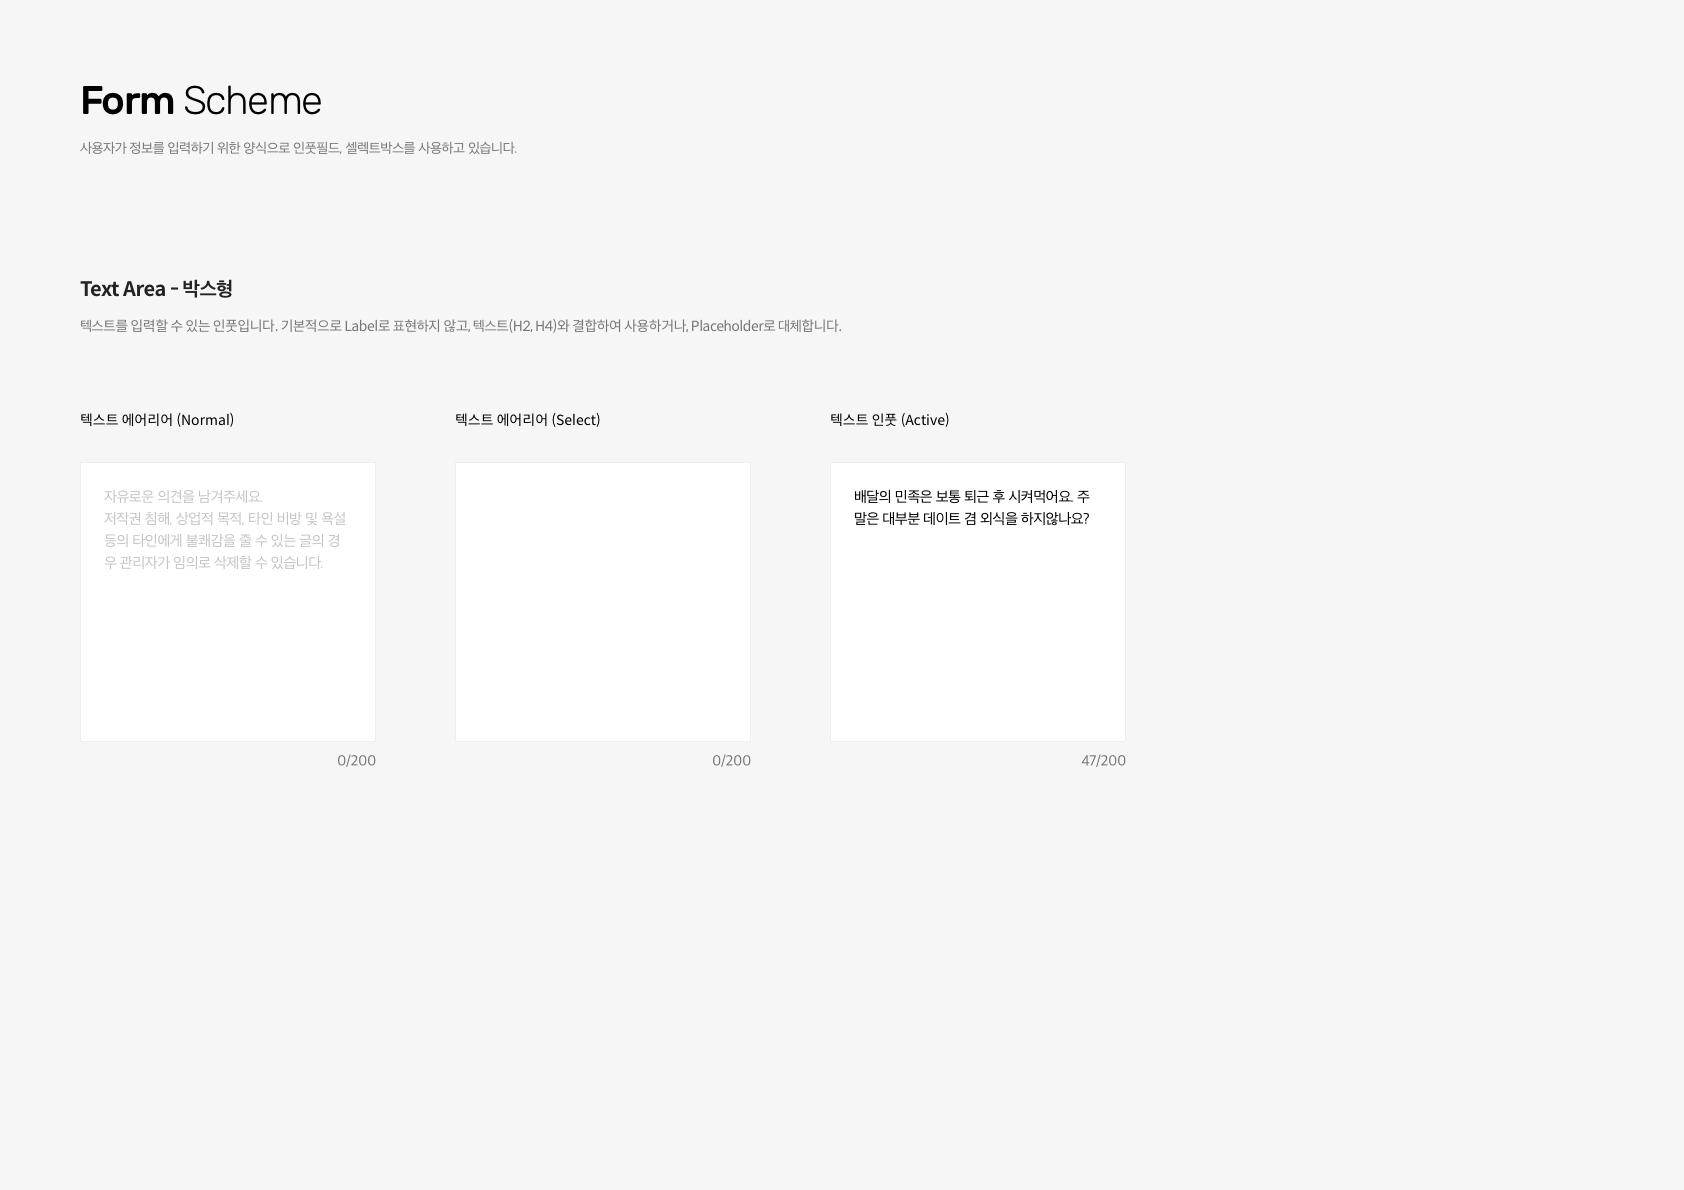 Form Scheme
사용자가 정보를 입력하기 위한 양식으로 인풋필드, 셀렉트박스를 사용하고 있습니다.
Text Area - 박스형
텍스트를 입력할 수 있는 인풋입니다. 기본적으로 Label로 표현하지 않고, 텍스트(H2, H4)와 결합하여 사용하거나, Placeholder로 대체합니다.
텍스트 에어리어 (Normal)
자유로운 의견을 남겨주세요.
저작권 침해, 상업적 목적, 타인 비방 및 욕설
등의 타인에게 불쾌감을 줄 수 있는 글의 경
우 관리자가 임의로 삭제할 수 있습니다.
0/200
텍스트 에어리어 (Select)
0/200
텍스트 인풋 (Active)
배달의 민족은 보통 퇴근 후 시켜먹어요. 주
말은 대부분 데이트 겸 외식을 하지않나요?
47/200